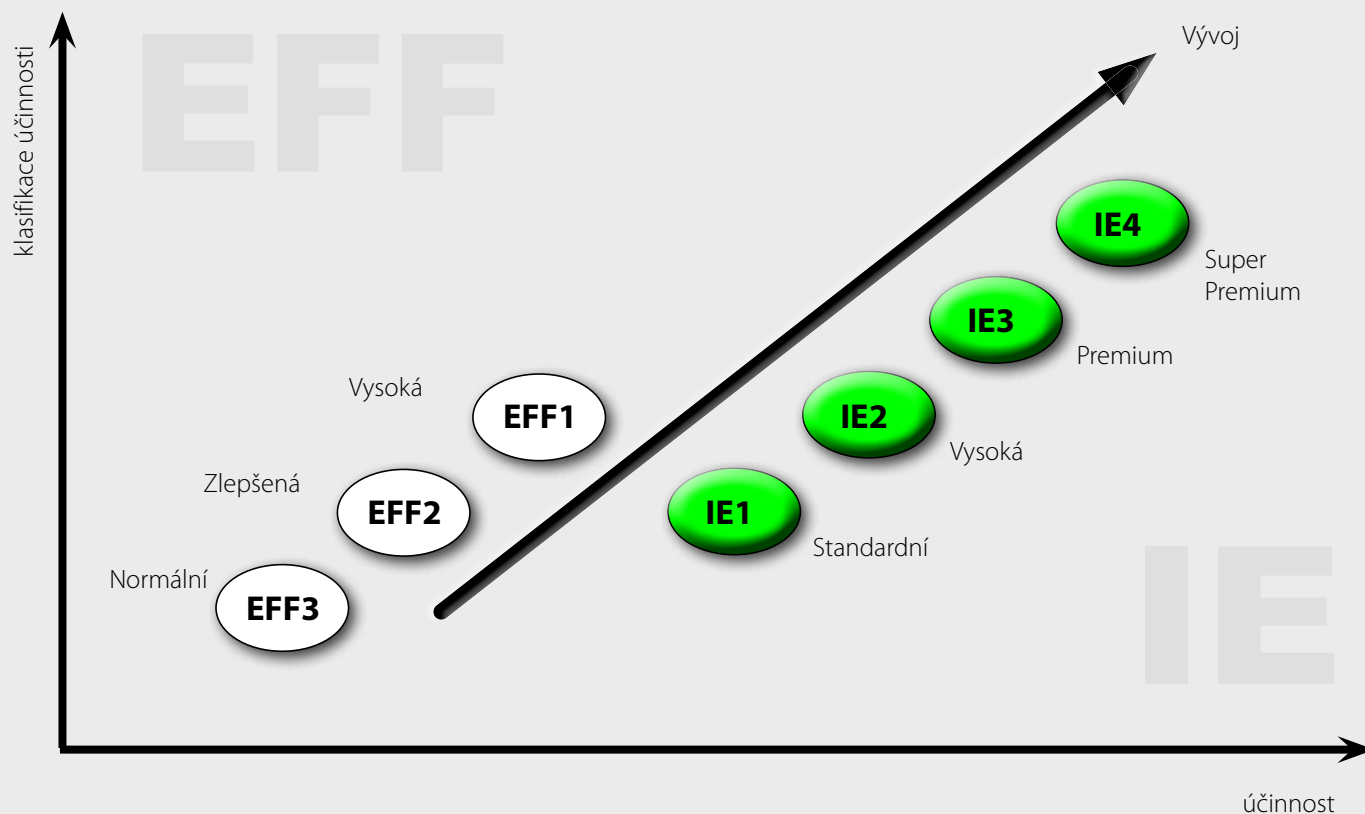 EFF
Vývoj
klasifikace účinnosti
IE4
Super
Premium
IE3
Premium
Vysoká
EFF1
IE2
Vysoká
Zlepšená
EFF2
IE1
Standardní
Normální
EFF3
IE
účinnost